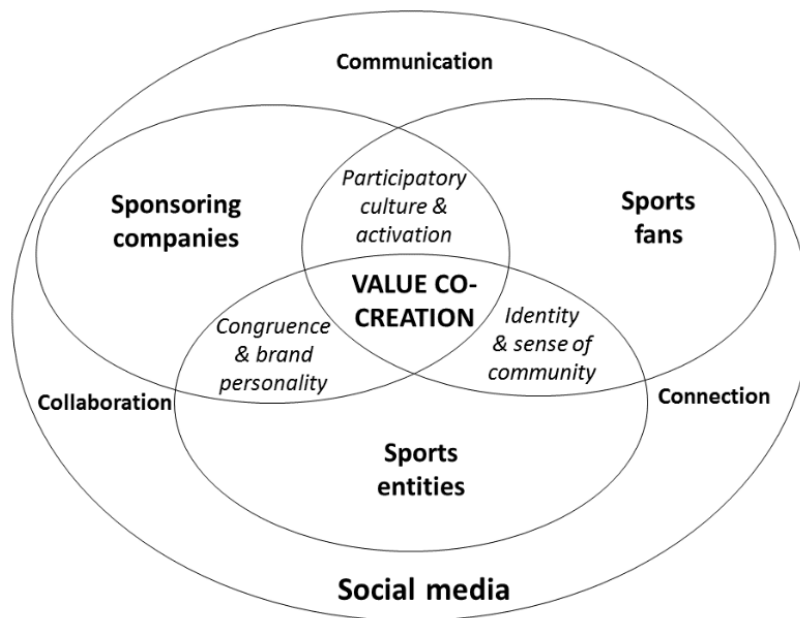 Communication
Participatory
culture &
activation
Sponsoring
companies
Sports
fans
VALUE CO-
CREATION
Congruence
& brand
personality
Identity
& sense of
community
Collaboration
Connection
Sports
entities
Social media